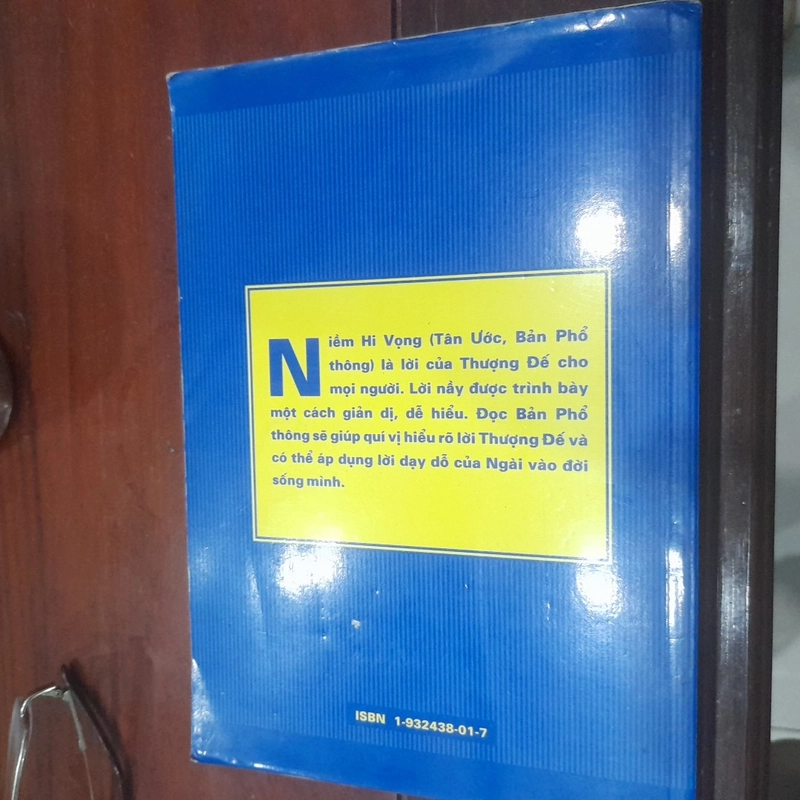 Niềm Hi Vọng (Tân Ước, Bản Phổ
thông) là lời của Thượng Đế cho
mọi người. Lời nầy được trình bày
một cách giản dị, dễ hiểu. Đọc Bản Phổ
thông sẽ giúp quí vị hiểu rõ lời Thượng Đế và
có thể áp dụng lời dạy dỗ của Ngài vào đời
sống mình.
ISBN 1-932438-01-7